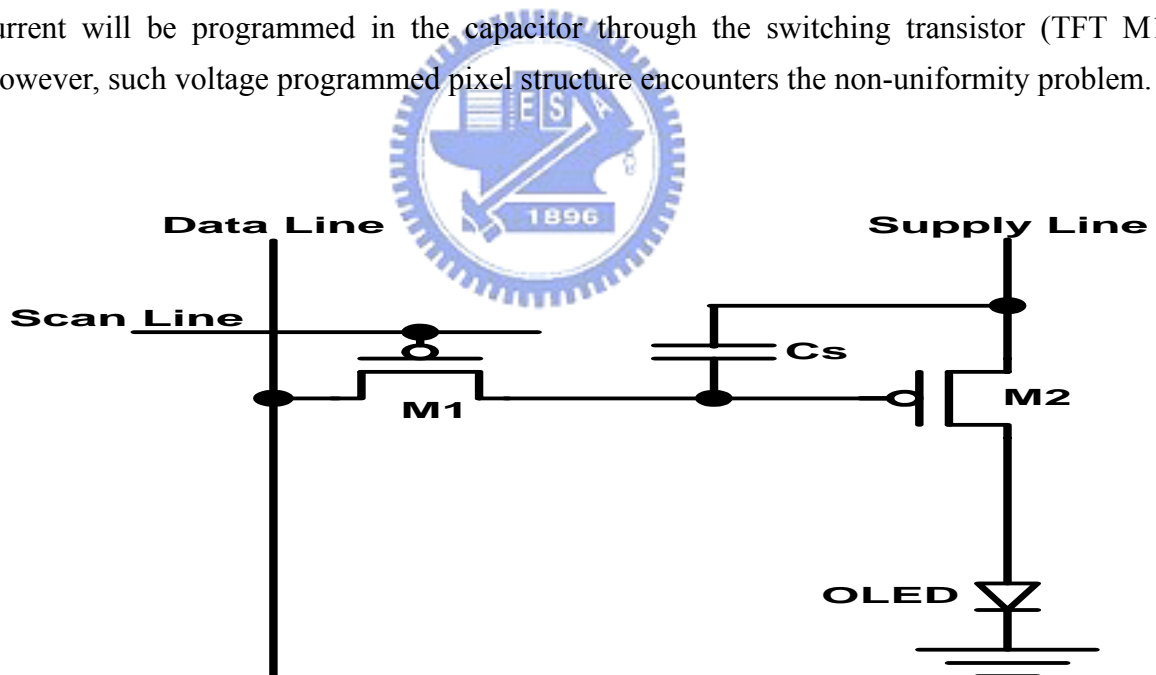 urrent will be programmed in the capacitor through the switching transistor (TFT M1
owever, such voltage programmed pixel structure encounters the non-uniformity problem.
E S A
1896
Data Line
Supply Line
Scan Line
Cs
M1
M2
OLED